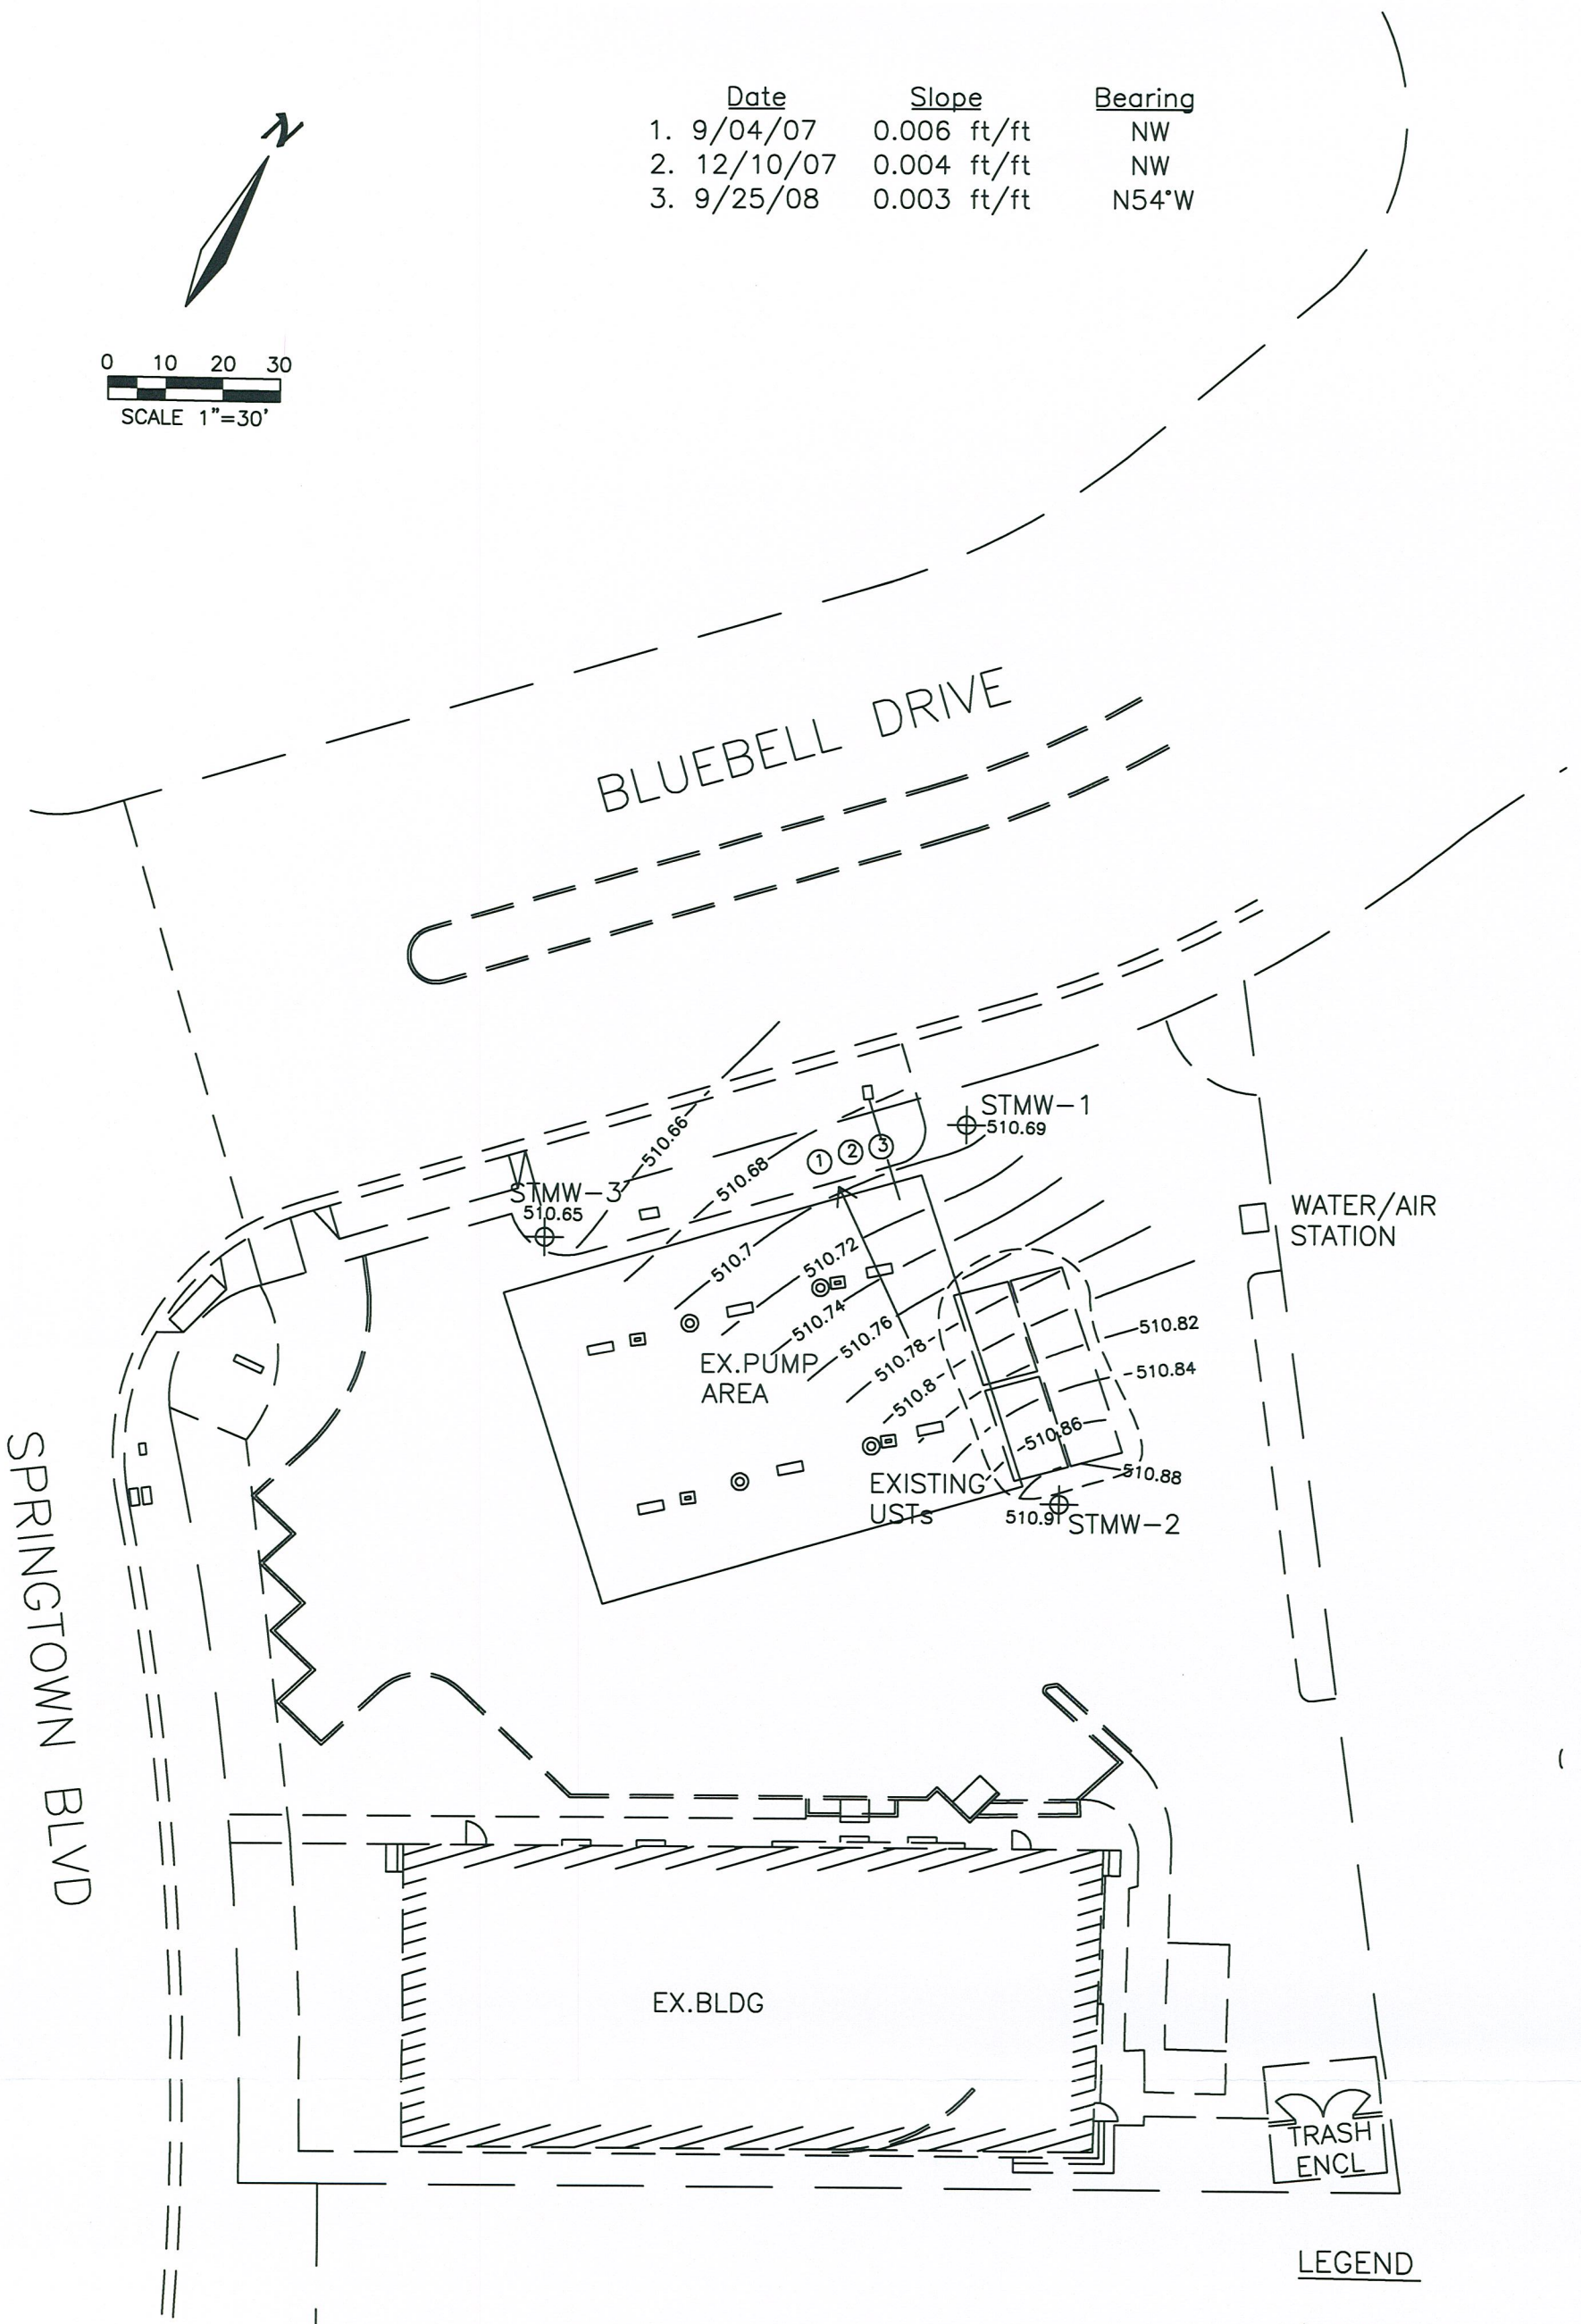 Date Slope Bearing
1. 9/04/07 0.006 ft/ft NW
2. 12/10/07 0.004 ft/ft NW
3. 9/25/08 0.003 ft/ft N54°W
N
0 10 20 30
SCALE 1"=30'
BLUEBELL DRIVE
STMW-1
510.69
510.66
1 2 3
510.68
STMW-3
510.65
WATER/AIR
STATION
510.7
510.72
510.74
510.76
510.78
510.8
510.82
510.84
510.86
510.88
EX.PUMP
AREA
EXISTING
USTs
510.91
STMW-2
SPRINGTOWN BLVD
EX.BLDG
TRASH
ENCL
LEGEND